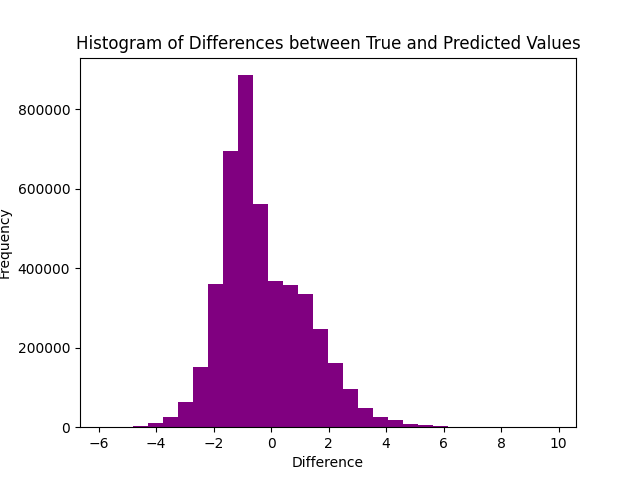 Histogram of Differences between True and Predicted Values
800000
600000
400000
200000
0
Frequency
−6 −4 −2 0 2 4 6 8 10
Difference